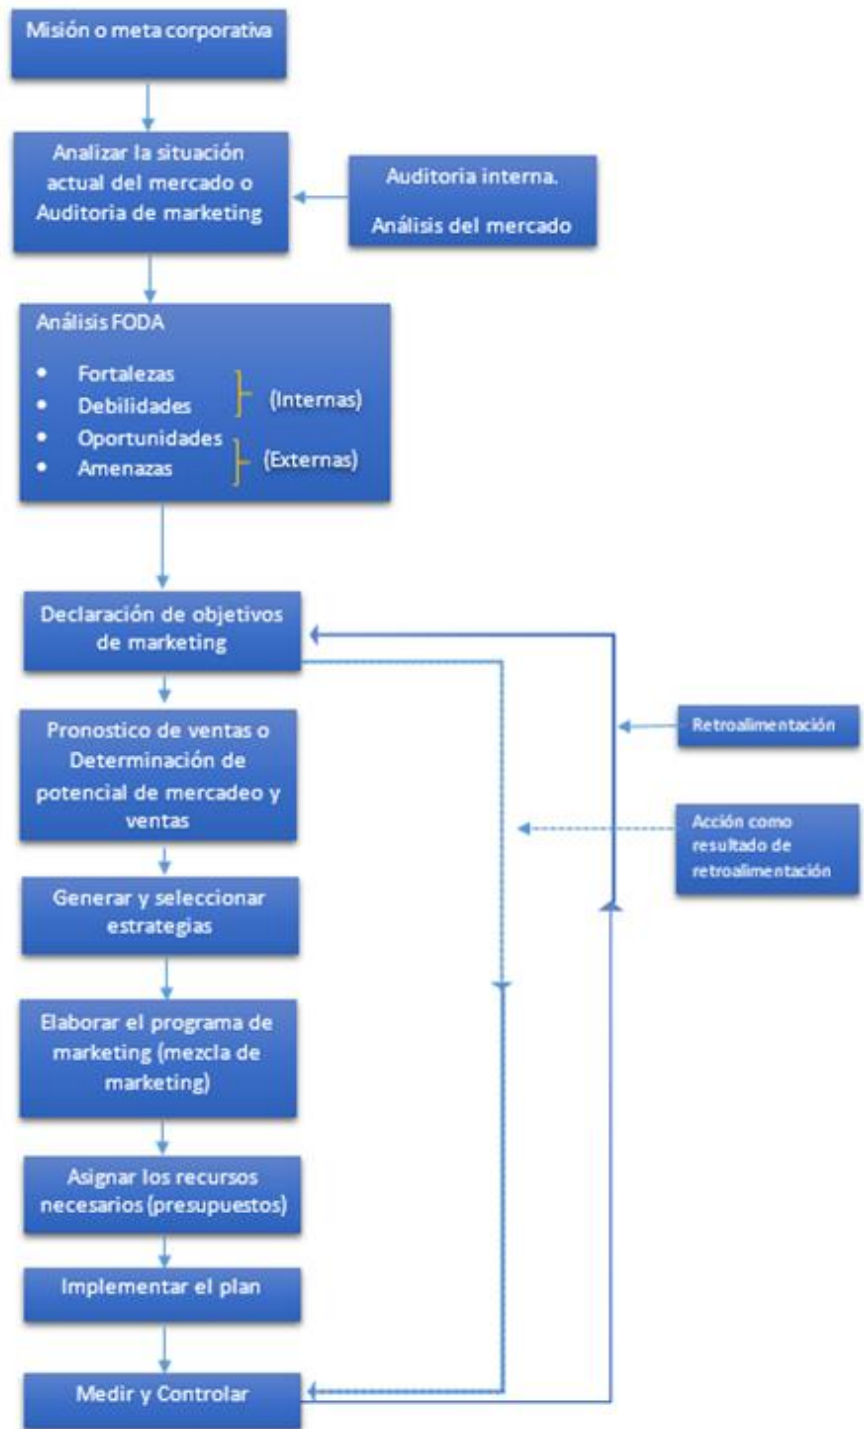 Misión o meta corporativa
Analizar la situación
actual del mercado o
Auditoria de marketing
Auditoria interna.
Análisis del mercado
Análisis FODA
• Fortalezas
• Debilidades
(Internas)
• Oportunidades
• Amenazas
(Externas)
Declaración de objetivos
de marketing
Pronostico de ventas o
Determinación de
potencial de mercadeo y
ventas
Retroalimentación
Acción como
resultado de
retroalimentación
Generar y seleccionar
estrategias
Elaborar el programa de
marketing (mezcla de
marketing)
Asignar los recursos
necesarios (presupuestos)
Implementar el plan
Medir y Controlar